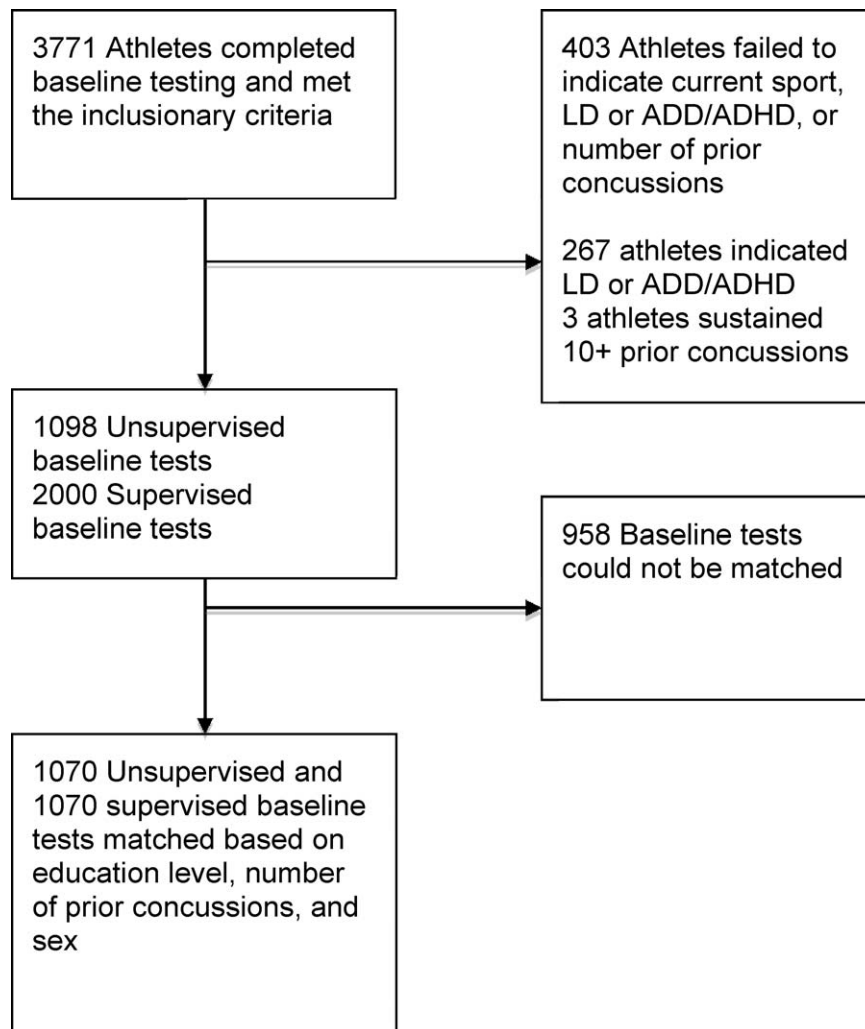 3771 Athletes completed
baseline testing and met
the inclusionary criteria
403 Athletes failed to
indicate current sport,
LD or ADD/ADHD, or
number of prior
concussions
267 athletes indicated
LD or ADD/ADHD
3 athletes sustained
10+ prior concussions
1098 Unsupervised
baseline tests
2000 Supervised
baseline tests
958 Baseline tests
could not be matched
1070 Unsupervised and
1070 supervised baseline
tests matched based on
education level, number
of prior concussions, and
sex